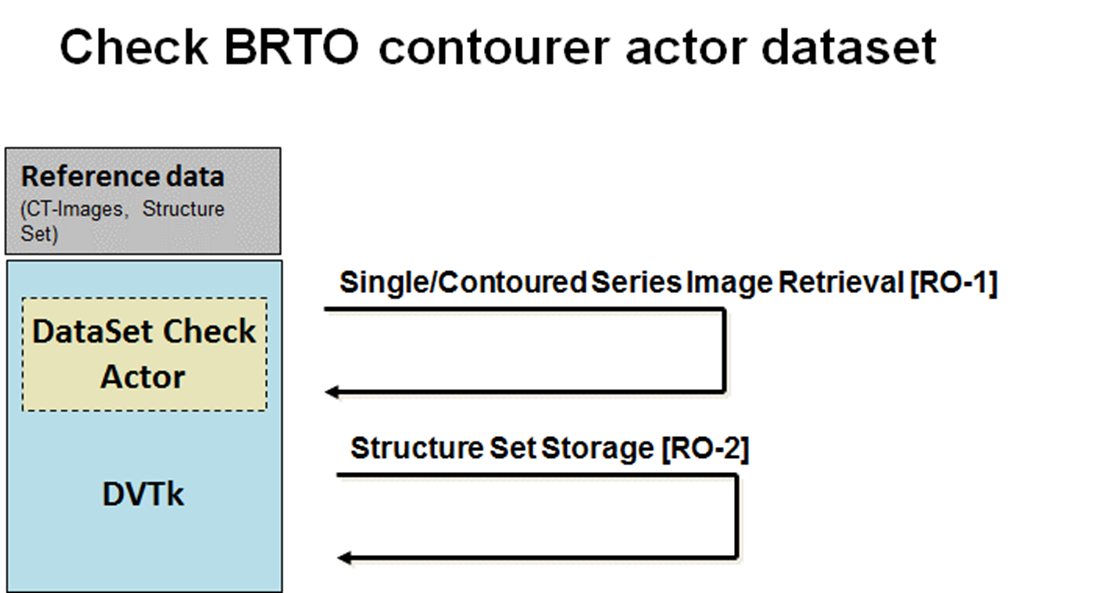 Check BRTO contourer actor dataset
Reference data
(CT-Images, Structure
Set)
Single/Contoured Series Image Retrieval [RO-1]
DataSet Check
Actor
Structure Set Storage [RO-2]
DVTk